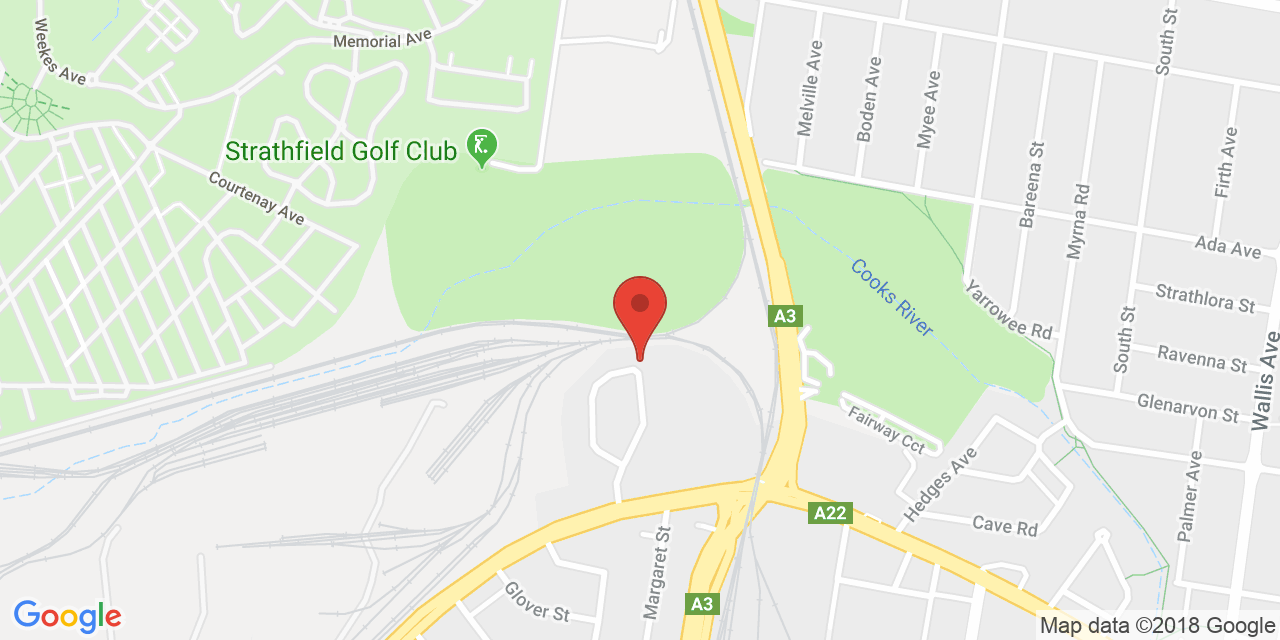 Memorial Ave
Weekes Ave
South St
Melville Ave
Boden Ave
Myee Ave
Firth Ave
Strathfield Golf Club
Bareena St
Myrna Rd
Courtenay Ave
Ada Ave
Cooks River
Strathlora St
Yarrowee Rd
A3
South St
Ravenna St
Wallis Ave
Glenarvon St
Fairway Cct
Hedges Ave
Palmer Ave
A22
Cave Rd
Margaret St
Glover St
A3
Google
Map data ©2018 Google